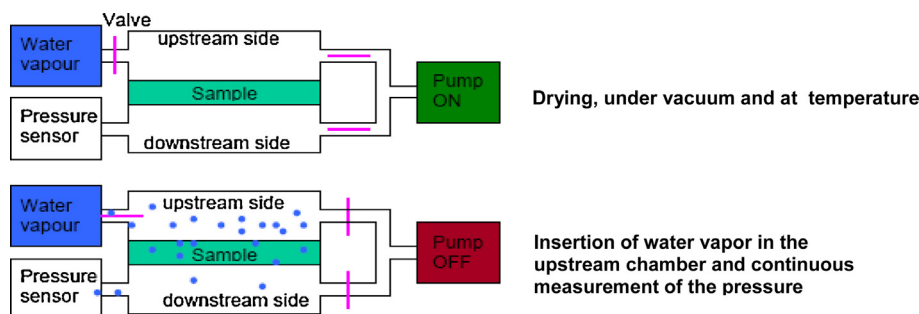 Valve
Water
vapour
upstream side
Pump
ON
Sample
Drying, under vacuum and at temperature
Pressure
sensor
downstream side
Water
vapour
upstream side
Pump
OFF
Sample
Insertion of water vapor in the
upstream chamber and continuous
measurement of the pressure
Pressure
sensor
downstream side